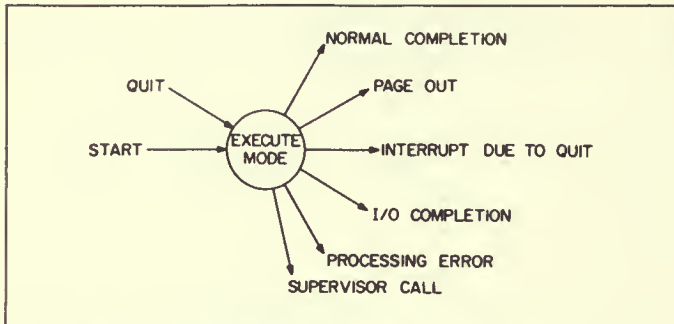 NORMAL COMPLETION
QUIT
PAGE OUT
EXECUTE
MODE
START
INTERRUPT DUE TO QUIT
I/O COMPLETION
PROCESSING ERROR
SUPERVISOR CALL